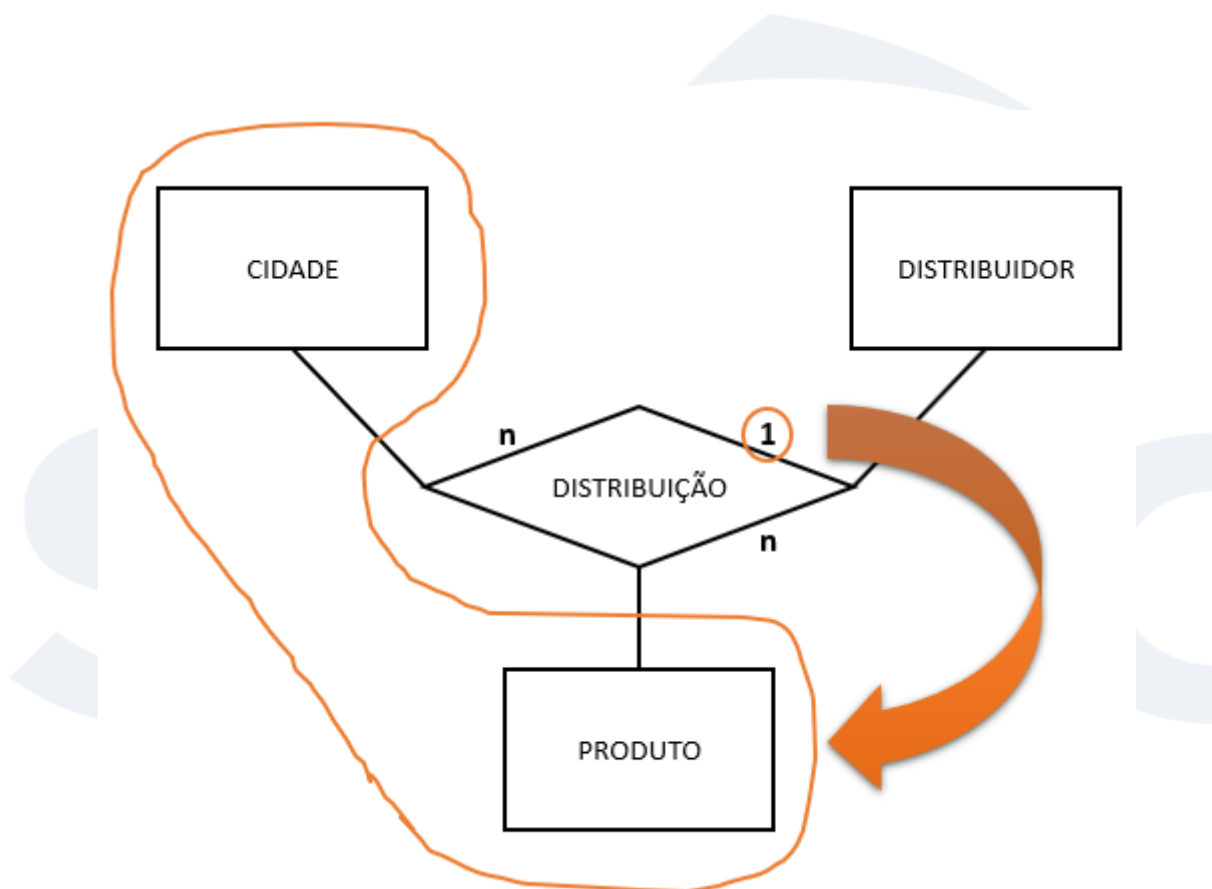 CIDADE
DISTRIBUIDOR
n
1
DISTRIBUIÇÃO
n
PRODUTO